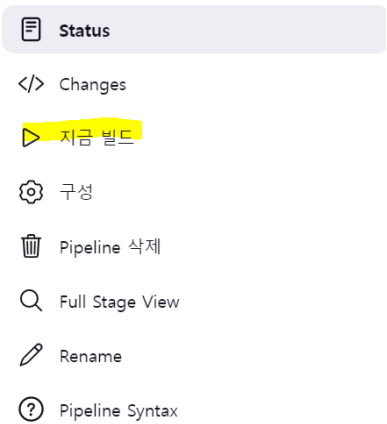 Status
Changes
지금 빌드
구성
Pipeline 삭제
Full Stage View
Rename
Pipeline Syntax